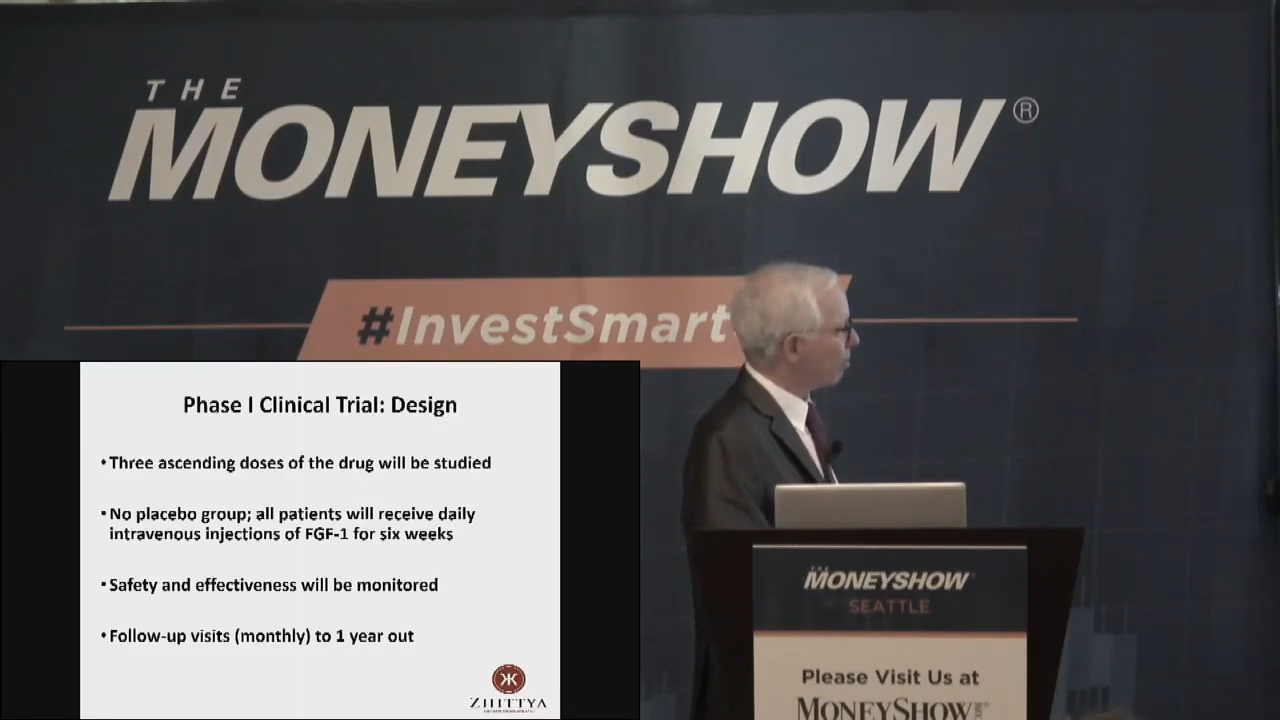 THE
MONEYSHOW®
#InvestSmart
Phase I Clinical Trial: Design
• Three ascending doses of the drug will be studied
• No placebo group; all patients will receive daily
intravenous injections of FGF-1 for six weeks
• Safety and effectiveness will be monitored
• Follow-up visits (monthly) to 1 year out
ZHITTYA
THE
MONEYSHOW
SEATTLE
Please Visit Us at
MONEYSHOW